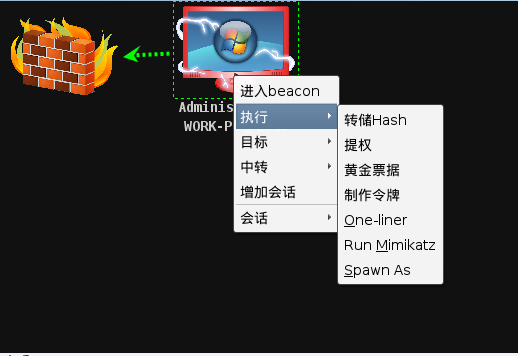 进入beacon
Adminis
执行
WORK-P
目标
中转
增加会话
会话
转储Hash
提权
黄金票据
制作令牌
One-liner
Run Mimikatz
Spawn As